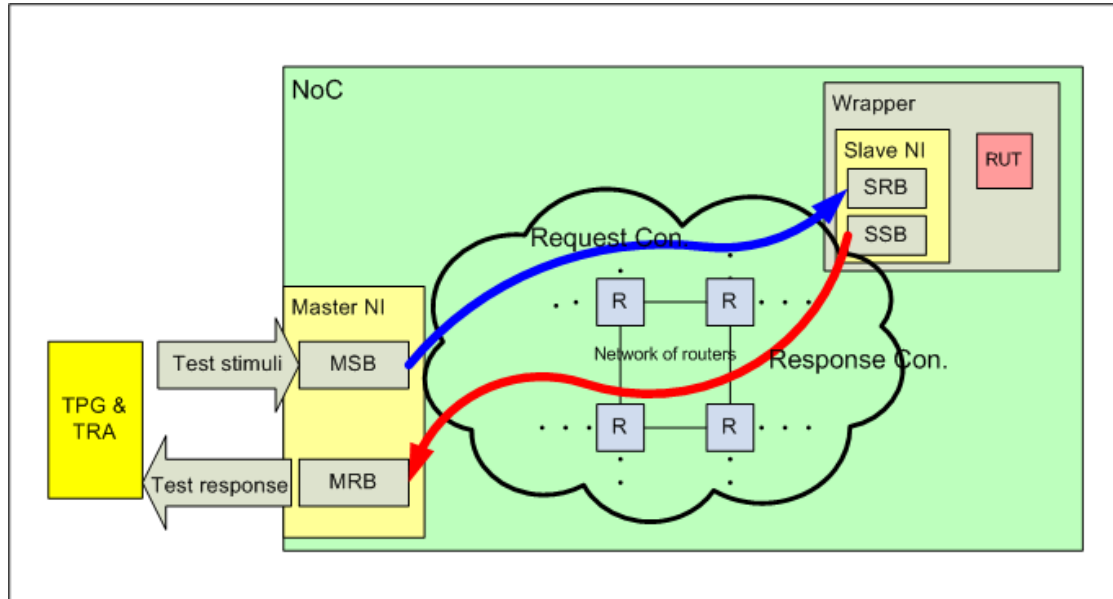 NoC
Wrapper
Slave NI
RUT
SRB
SSB
Request Con.
Master NI
R
R
Test stimuli
MSB
Network of routers
Response Con.
TPG &
TRA
R
R
Test response
MRB